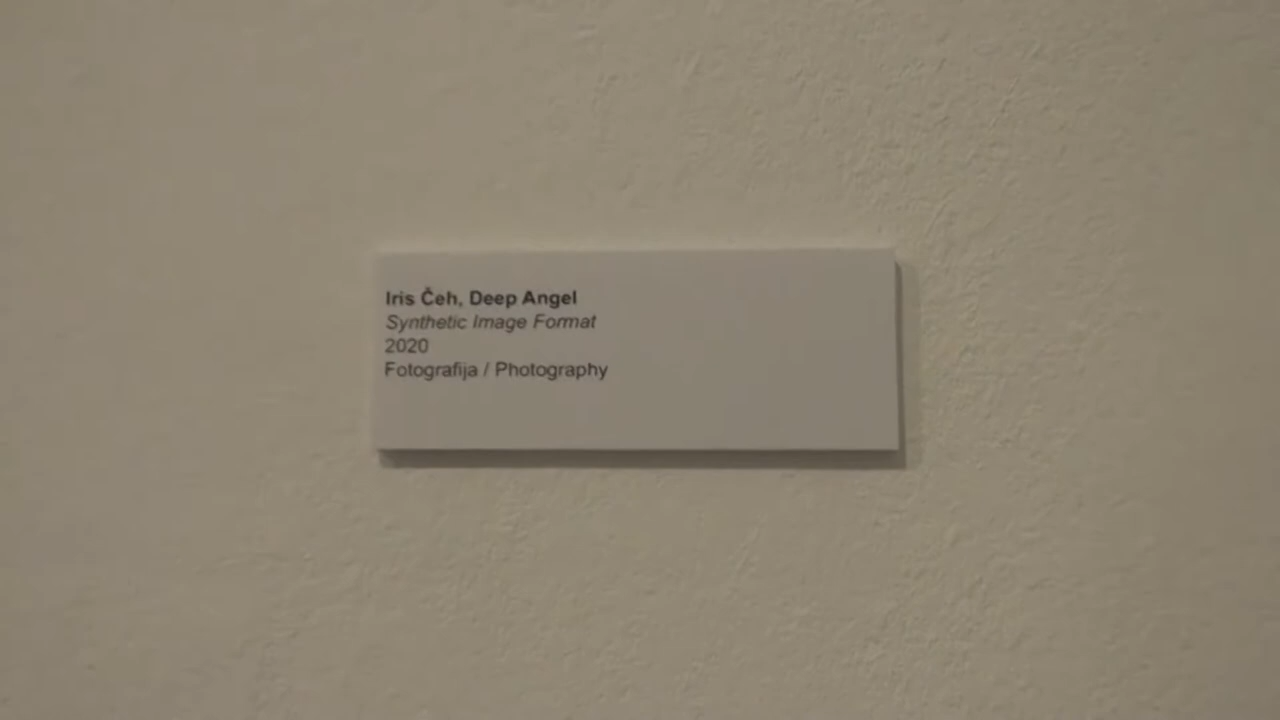 Iris Čeh, Deep Angel
Synthetic Image Format
2020
Fotografija / Photography